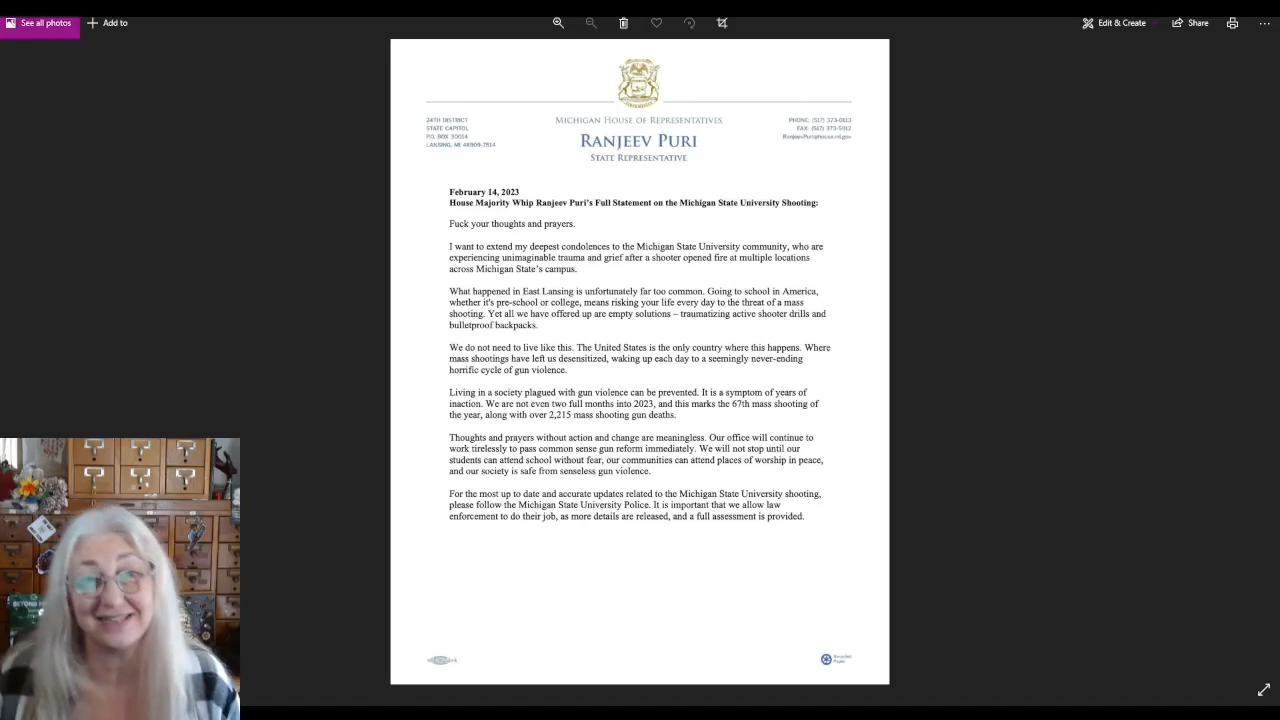 See all photos
Add to
Edit & Create
Share
MICHIGAN HOUSE OF REPRESENTATIVES
RANJEEV PURI
STATE REPRESENTATIVE
24TH DISTRICT
STATE CAPITOL
P.O. BOX 30014
LANSING, MI 48909-7514
PHONE: (517) 373-0113
FAX: (517) 373-5912
February 14, 2023
House Majority Whip Ranjeev Puri's Full Statement on the Michigan State University Shooting:
Fuck your thoughts and prayers.
I want to extend my deepest condolences to the Michigan State University community, who are
experiencing unimaginable trauma and grief after a shooter opened fire at multiple locations
across Michigan State's campus.
What happened in East Lansing is unfortunately far too common. Going to school in America,
whether it's pre-school or college, means risking your life every day to the threat of a mass
shooting. Yet all we have offered up are empty solutions – traumatizing active shooter drills and
bulletproof backpacks.
We do not need to live like this. The United States is the only country where this happens. Where
mass shootings have left us desensitized, waking up each day to a seemingly never-ending
horrific cycle of gun violence.
Living in a society plagued with gun violence can be prevented. It is a symptom of years of
inaction. We are not even two full months into 2023, and this marks the 67th mass shooting of
the year, along with over 2,215 mass shooting gun deaths.
Thoughts and prayers without action and change are meaningless. Our office will continue to
work tirelessly to pass common sense gun reform immediately. We will not stop until our
students can attend school without fear, our communities can attend places of worship in peace,
and our society is safe from senseless gun violence.
For the most up to date and accurate updates related to the Michigan State University shooting,
please follow the Michigan State University Police. It is important that we allow law
enforcement to do their job, as more details are released, and a full assessment is provided.
Recycled
Paper